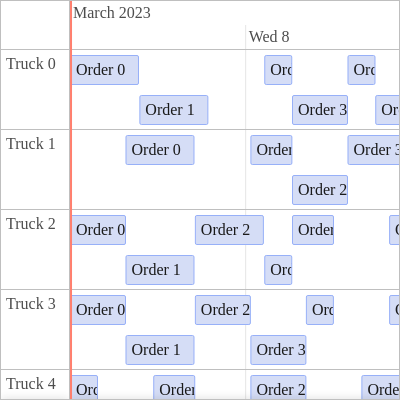 March 2023
Wed 8
Truck 0
Order 0
Orc
Orc
Order 1
Order 3
Or
Truck 1
Order 0
Order
Order 3
Order 2
Truck 2
Order 0
Order 2
Order
Order 1
Orc
Truck 3
Order 0
Order 2
Orc
Order 1
Order 3
Truck 4
Orc
Order
Order 2
Orde